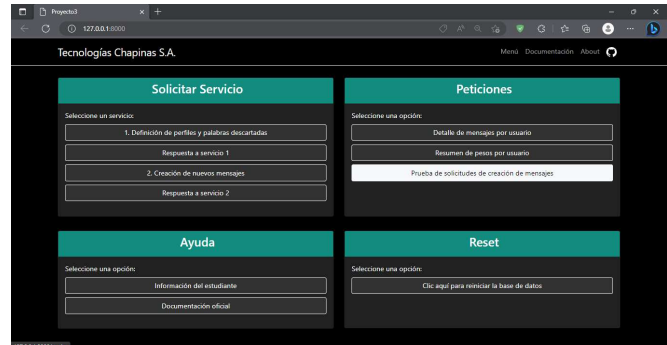 Proyecto3
127.0.0.1:8000
Tecnologías Chapinas S.A.
Menú Documentación About
Solicitar Servicio
Seleccione un servicio:
1. Definición de perfiles y palabras descartadas
Respuesta a servicio 1
2. Creación de nuevos mensajes
Respuesta a servicio 2
Peticiones
Seleccione una opción:
Detalle de mensajes por usuario
Resumen de pesos por usuario
Prueba de solicitudes de creación de mensajes
Ayuda
Seleccione una opción:
Información del estudiante
Documentación oficial
Reset
Seleccione una opción:
Clic aquí para reiniciar la base de datos